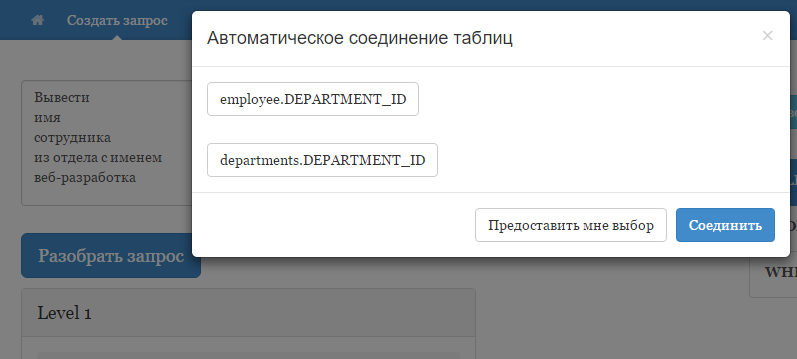 Создать запрос
Автоматическое соединение таблиц
×
Вывести
имя
сотрудника
из отдела с именем
веб-разработка
employee.DEPARTMENT_ID
departments.DEPARTMENT_ID
Предоставить мне выбор
Соединить
Разобрать запрос
Level 1